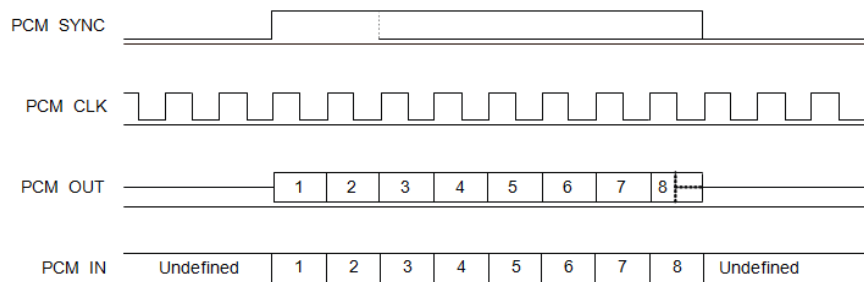 PCM SYNC
PCM CLK
PCM OUT 1 2 3 4 5 6 7 8
PCM IN Undefined 1 2 3 4 5 6 7 8 Undefined